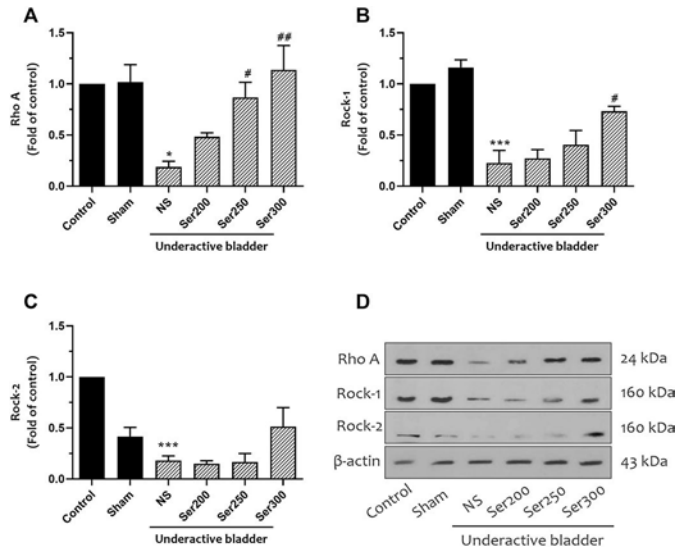 A
Rho A
(Fold of control)
1.5
1.0
0.5
0.0
*
#
##
Control
Sham
NS
Ser200
Ser250
Ser300
Underactive bladder
B
Rock-1
(Fold of control)
1.5
1.0
0.5
0.0
***
#
Control
Sham
NS
Ser200
Ser250
Ser300
Underactive bladder
C
Rock-2
(Fold of control)
1.5
1.0
0.5
0.0
***
Control
Sham
NS
Ser200
Ser250
Ser300
Underactive bladder
D
Rho A 24 kDa
Rock-1 160 kDa
Rock-2 160 kDa
β-actin 43 kDa
Control
Sham
NS
Ser200
Ser250
Ser300
Underactive bladder